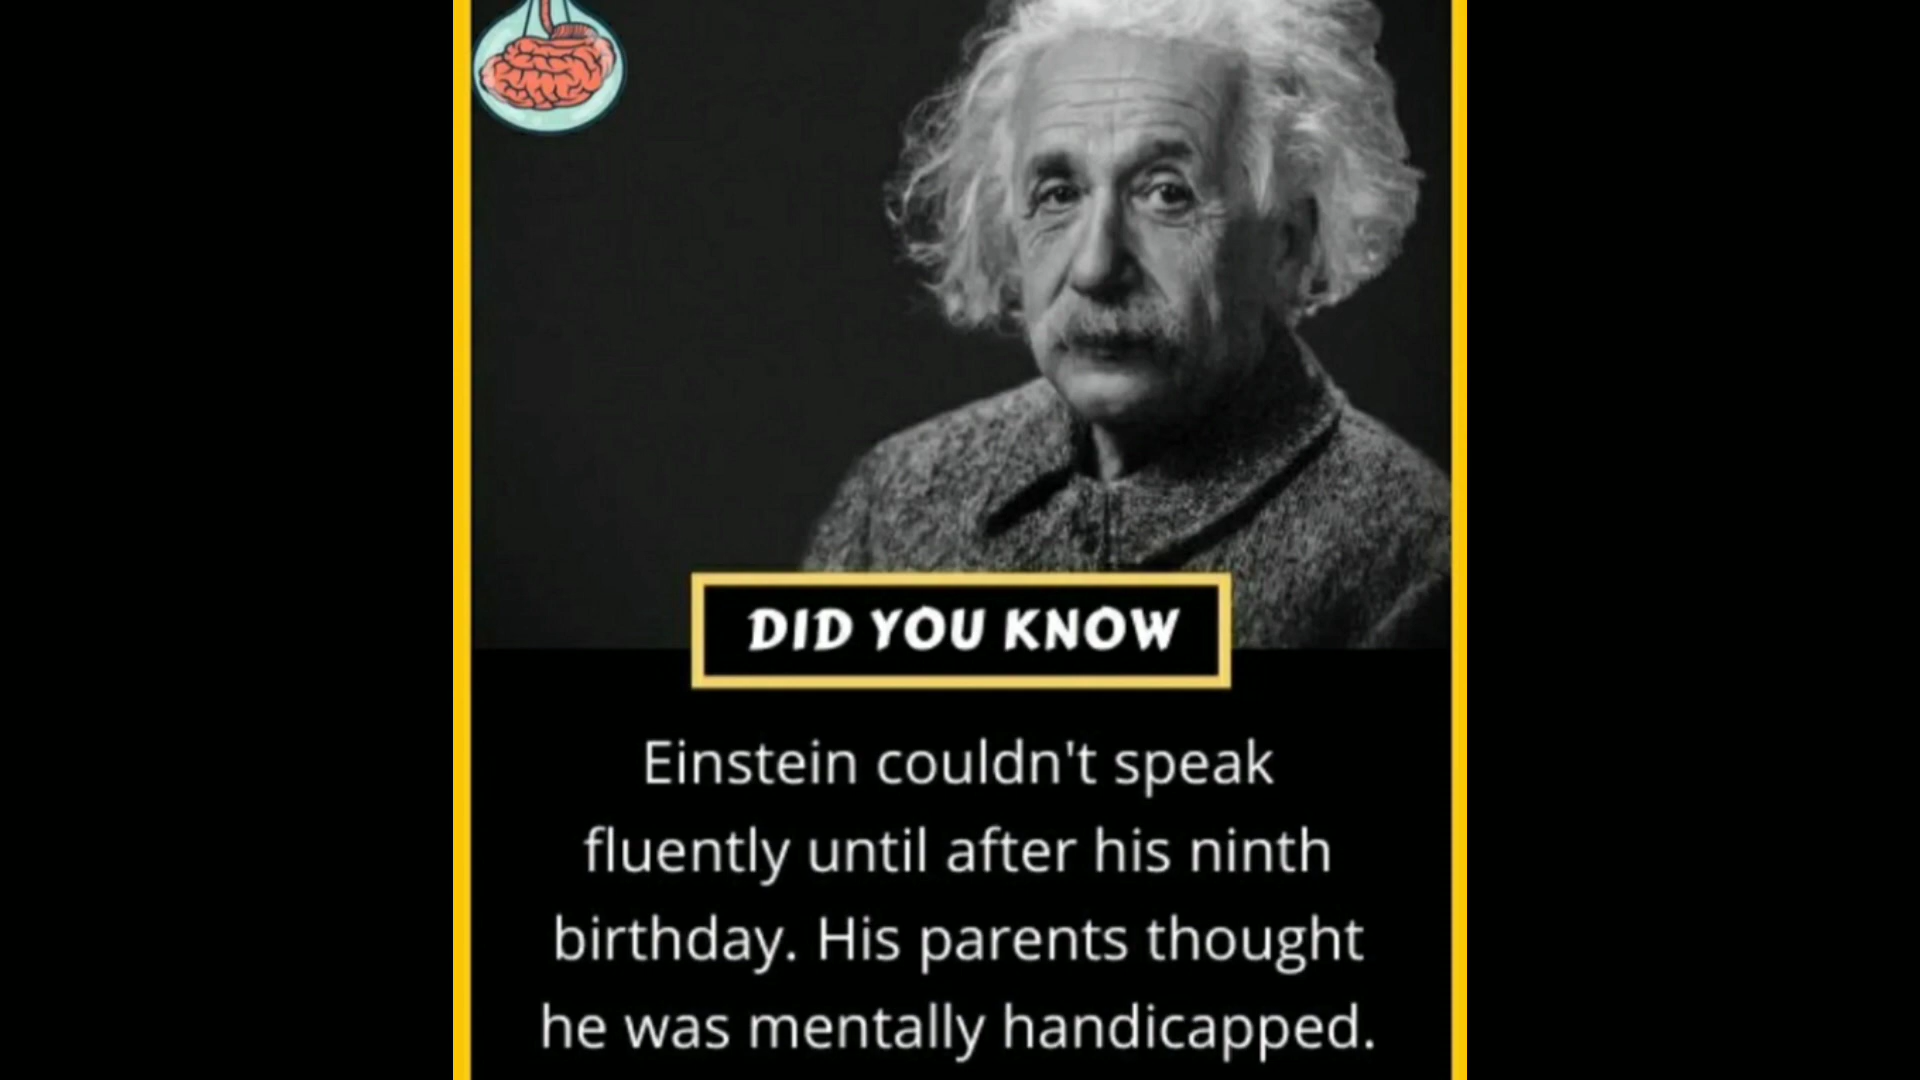 DID YOU KNOW
Einstein couldn't speak
fluently until after his ninth
birthday. His parents thought
he was mentally handicapped.